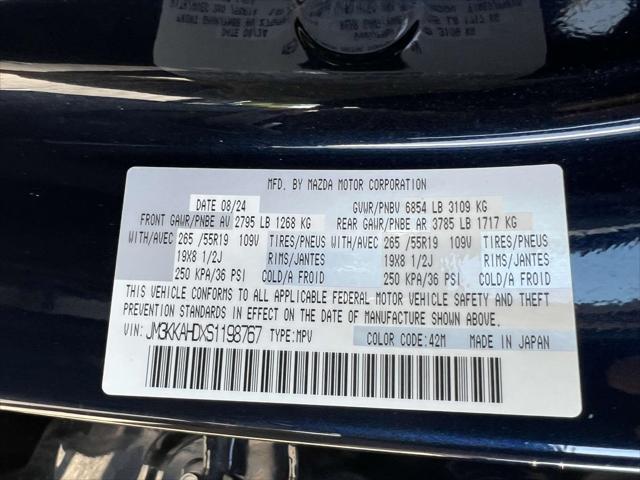 MFD. BY MAZDA MOTOR CORPORATION
DATE 08/24 GVWR/PNBV 6854 LB 3109 KG
FRONT GAWR/PNBE AV 2795 LB 1268 KG REAR GAWR/PNBE AR 3785 LB 1717 KG
WITH/AVEC 265 /55R19 109V TIRES/PNEUS WITH/AVEC 265 /55R19 109V TIRES/PNEUS
19X8 1/2J RIMS/JANTES 19X8 1/2J RIMS/JANTES
250 KPA/36 PSI COLD/A FROID 250 KPA/36 PSI COLD/A FROID
THIS VEHICLE CONFORMS TO ALL APPLICABLE FEDERAL MOTOR VEHICLE SAFETY AND THEFT
PREVENTION STANDARDS IN EFFECT ON THE DATE OF MANUFACTURE SHOWN ABOVE.
VIN: JM3KKAHDXS1198767 TYPE:MPV COLOR CODE:42M MADE IN JAPAN